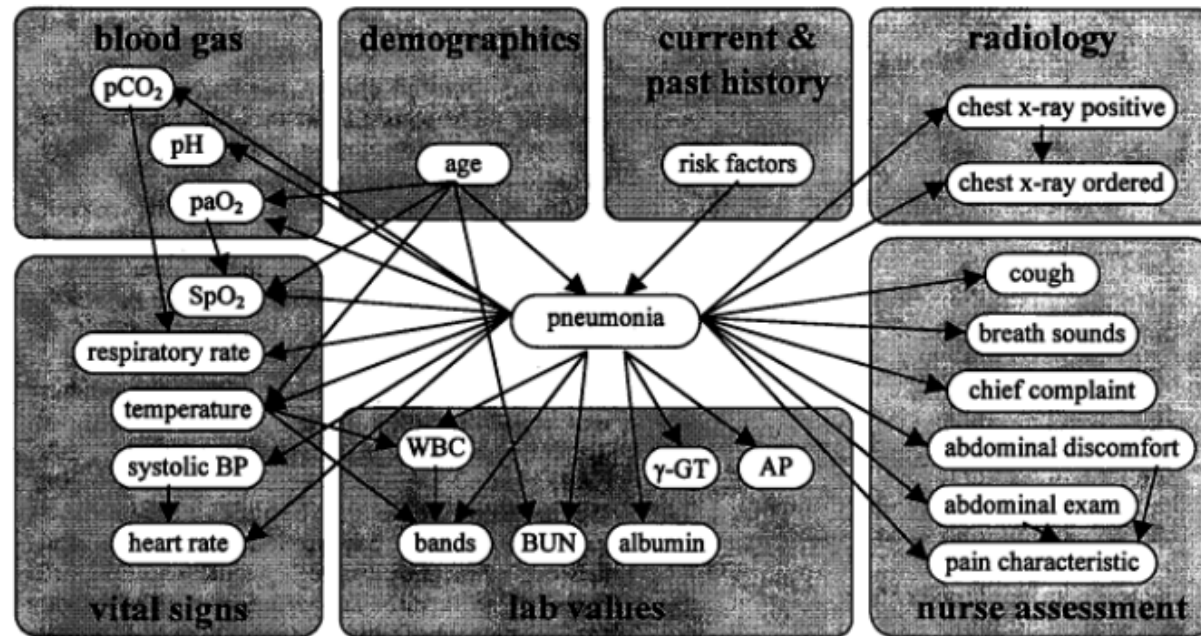 blood gas
pCO₂
pH
paO₂
demographics
age
current &
past history
risk factors
radiology
chest x-ray positive
chest x-ray ordered
SpO₂
respiratory rate
temperature
systolic BP
heart rate
vital signs
pneumonia
WBC
γ-GT
AP
bands
BUN
albumin
lab values
cough
breath sounds
chief complaint
abdominal discomfort
abdominal exam
pain characteristic
nurse assessment